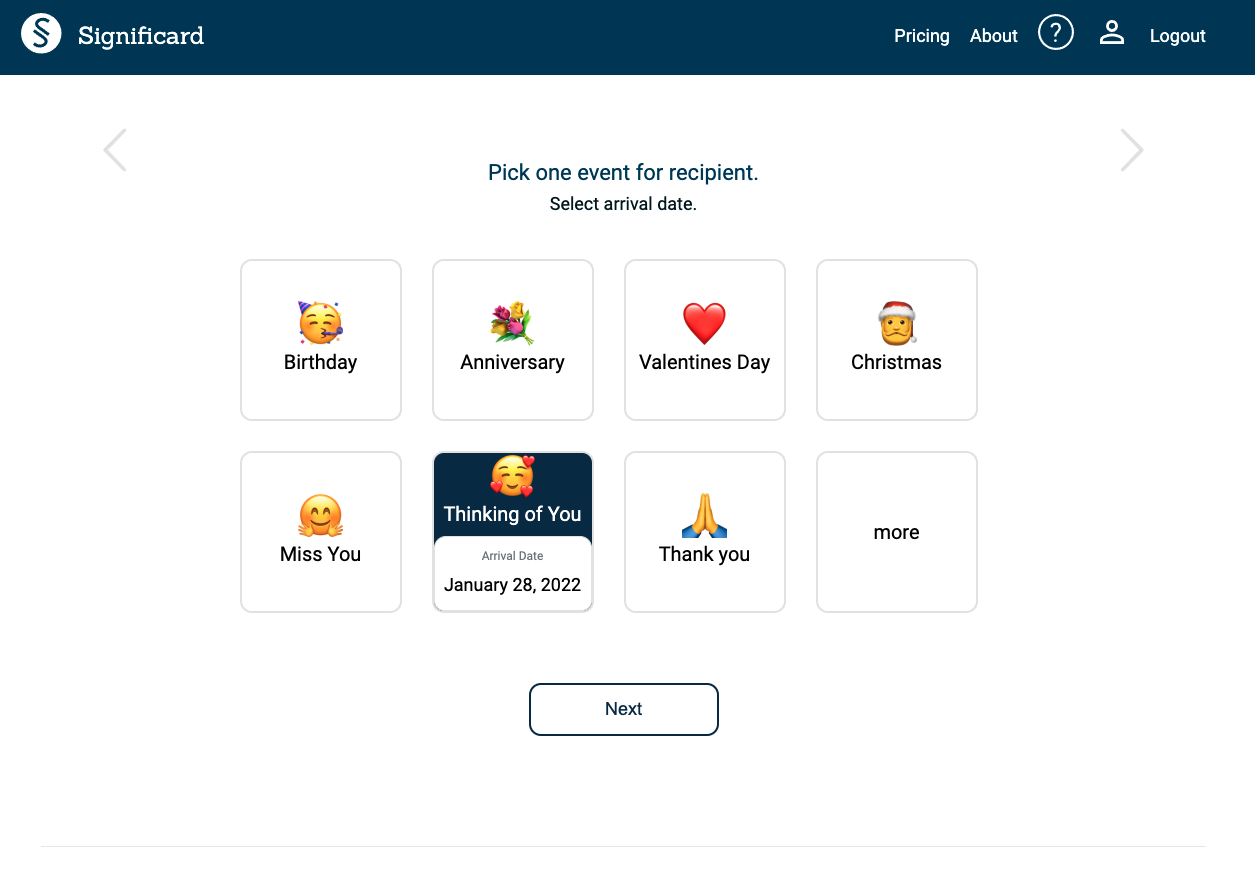 Significard
Pricing About ? Logout
Pick one event for recipient.
Select arrival date.
Birthday
Anniversary
Valentines Day
Christmas
Miss You
Thinking of You
Arrival Date
January 28, 2022
Thank you
more
Next